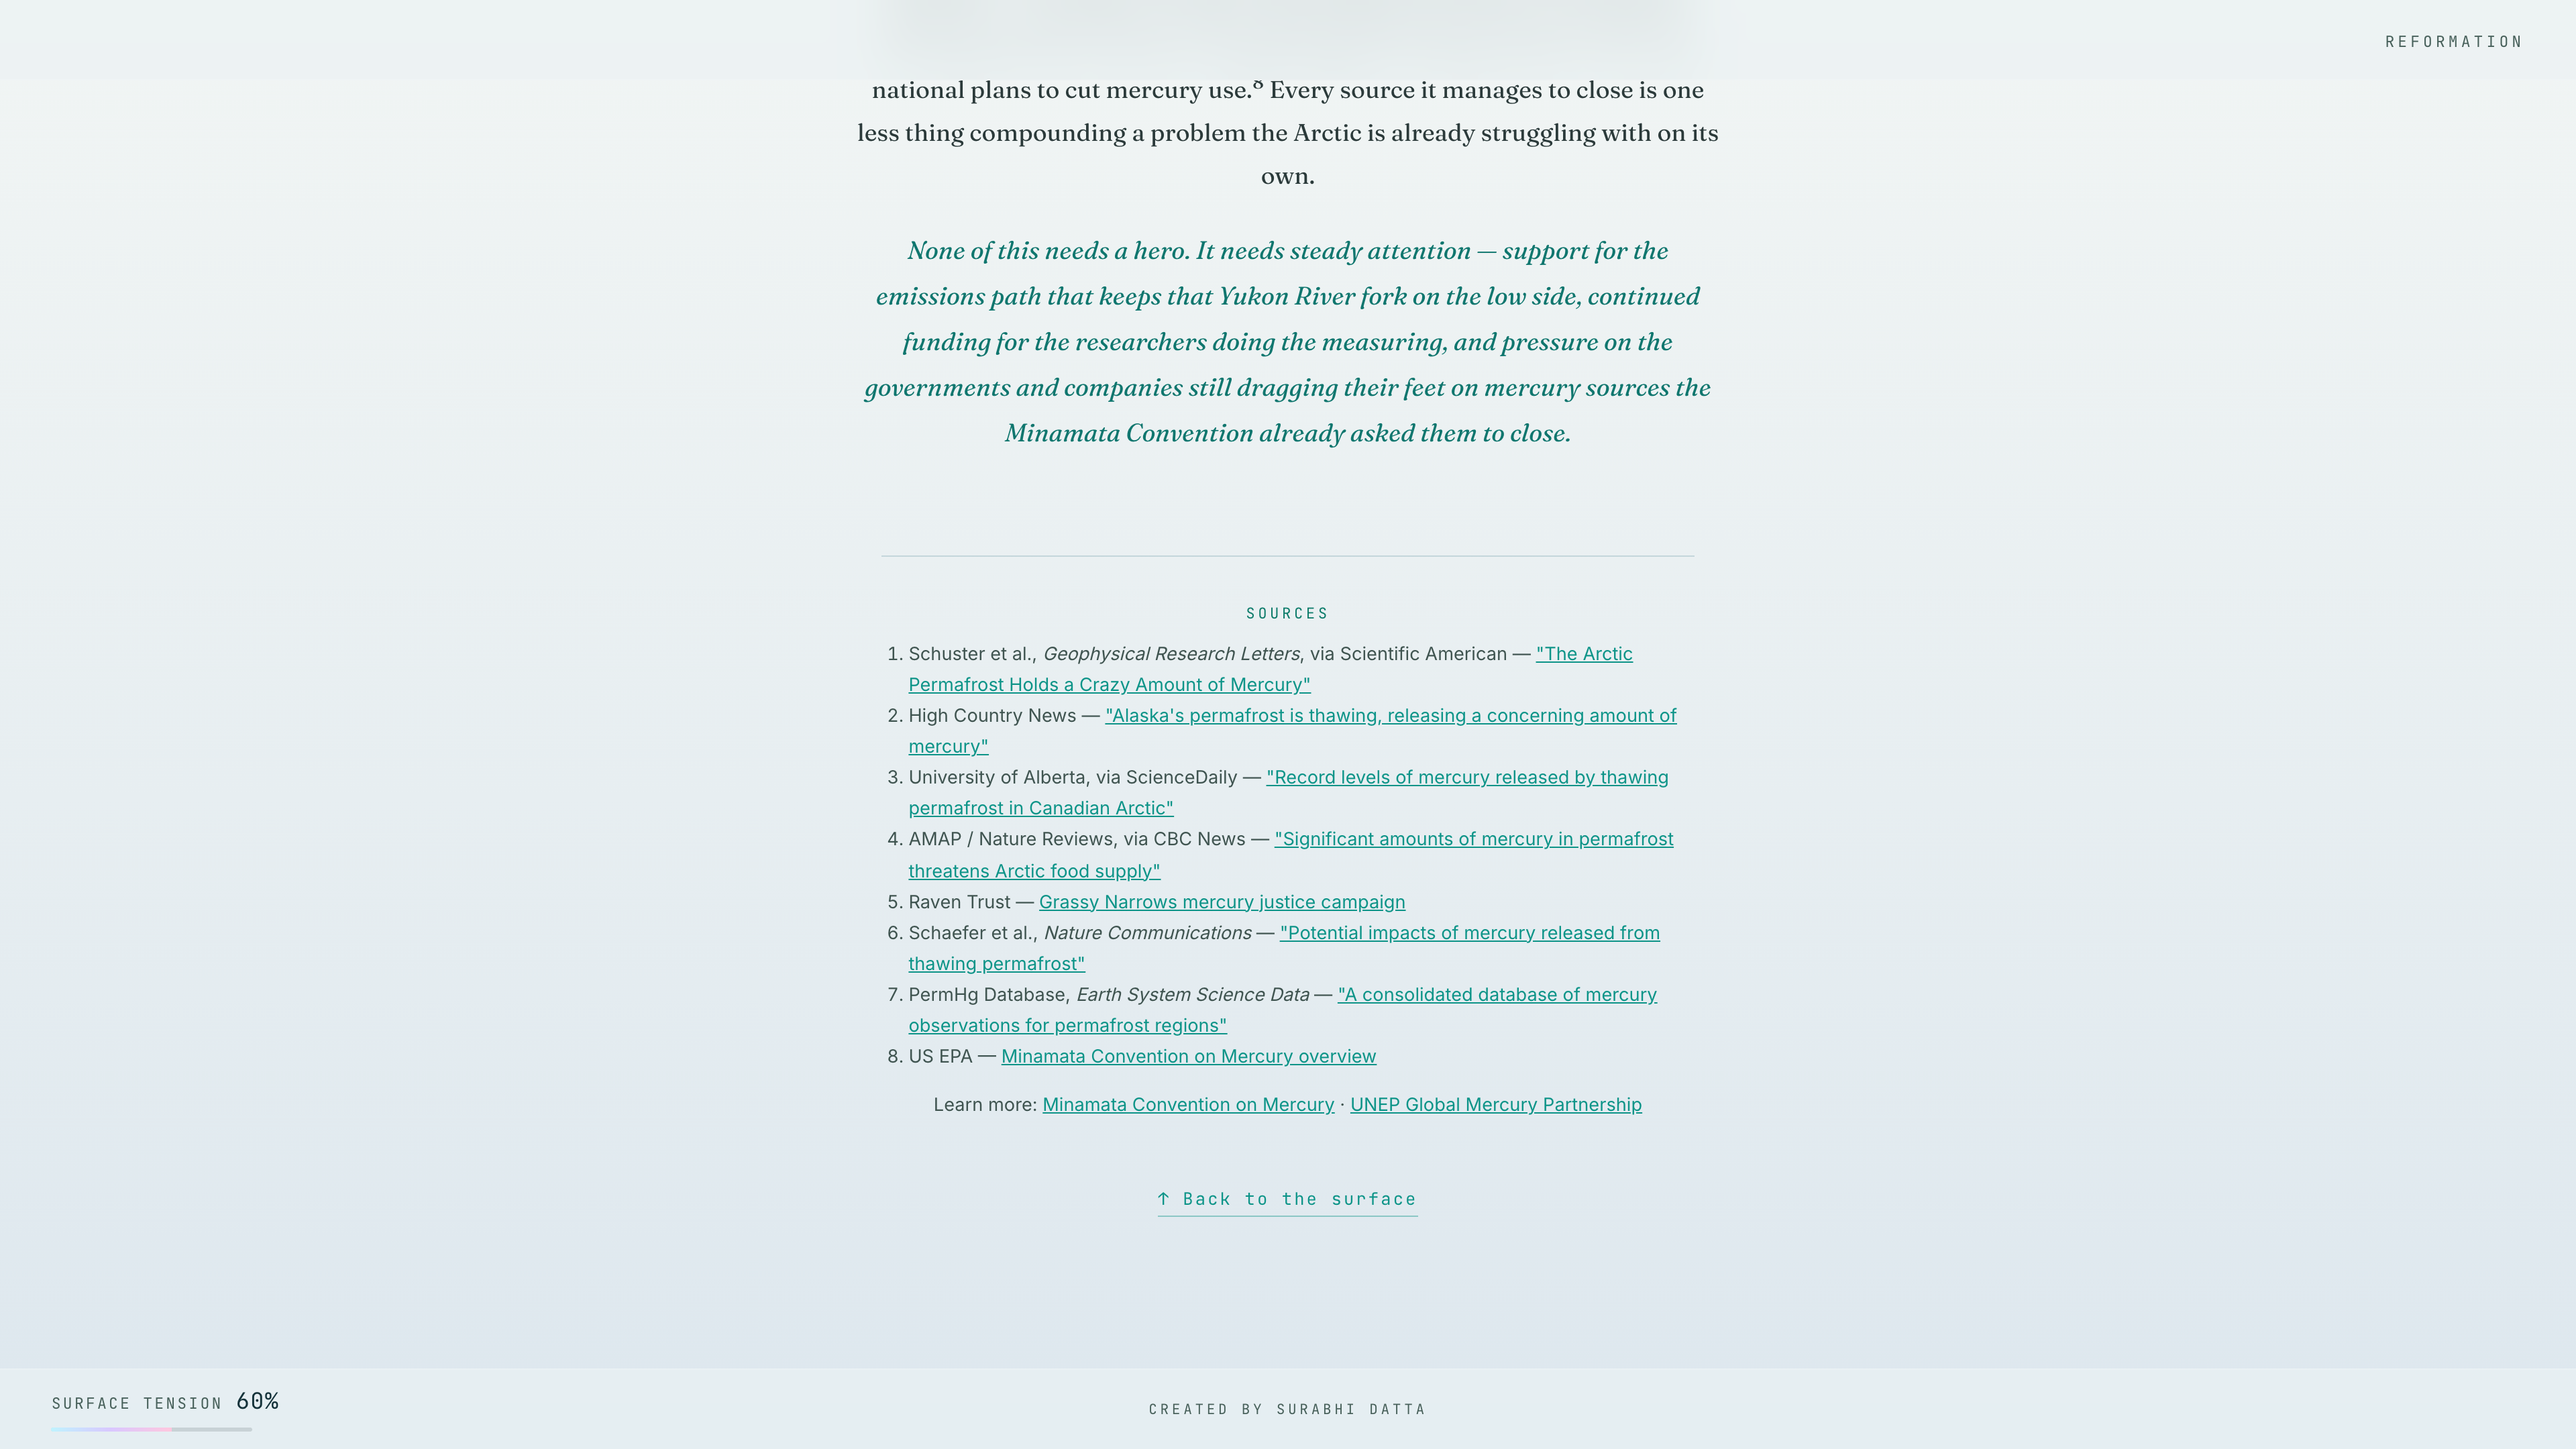 REFORMATION
national plans to cut mercury use.⁸ Every source it manages to close is one
less thing compounding a problem the Arctic is already struggling with on its
own.
None of this needs a hero. It needs steady attention — support for the
emissions path that keeps that Yukon River fork on the low side, continued
funding for the researchers doing the measuring, and pressure on the
governments and companies still dragging their feet on mercury sources the
Minamata Convention already asked them to close.
SOURCES
1. Schuster et al., Geophysical Research Letters, via Scientific American — "The Arctic
Permafrost Holds a Crazy Amount of Mercury"
2. High Country News — "Alaska's permafrost is thawing, releasing a concerning amount of
mercury"
3. University of Alberta, via ScienceDaily — "Record levels of mercury released by thawing
permafrost in Canadian Arctic"
4. AMAP / Nature Reviews, via CBC News — "Significant amounts of mercury in permafrost
threatens Arctic food supply"
5. Raven Trust — Grassy Narrows mercury justice campaign
6. Schaefer et al., Nature Communications — "Potential impacts of mercury released from
thawing permafrost"
7. PermHg Database, Earth System Science Data — "A consolidated database of mercury
observations for permafrost regions"
8. US EPA — Minamata Convention on Mercury overview
Learn more: Minamata Convention on Mercury · UNEP Global Mercury Partnership
↑ Back to the surface
SURFACE TENSION 60%
CREATED BY SURABHI DATTA